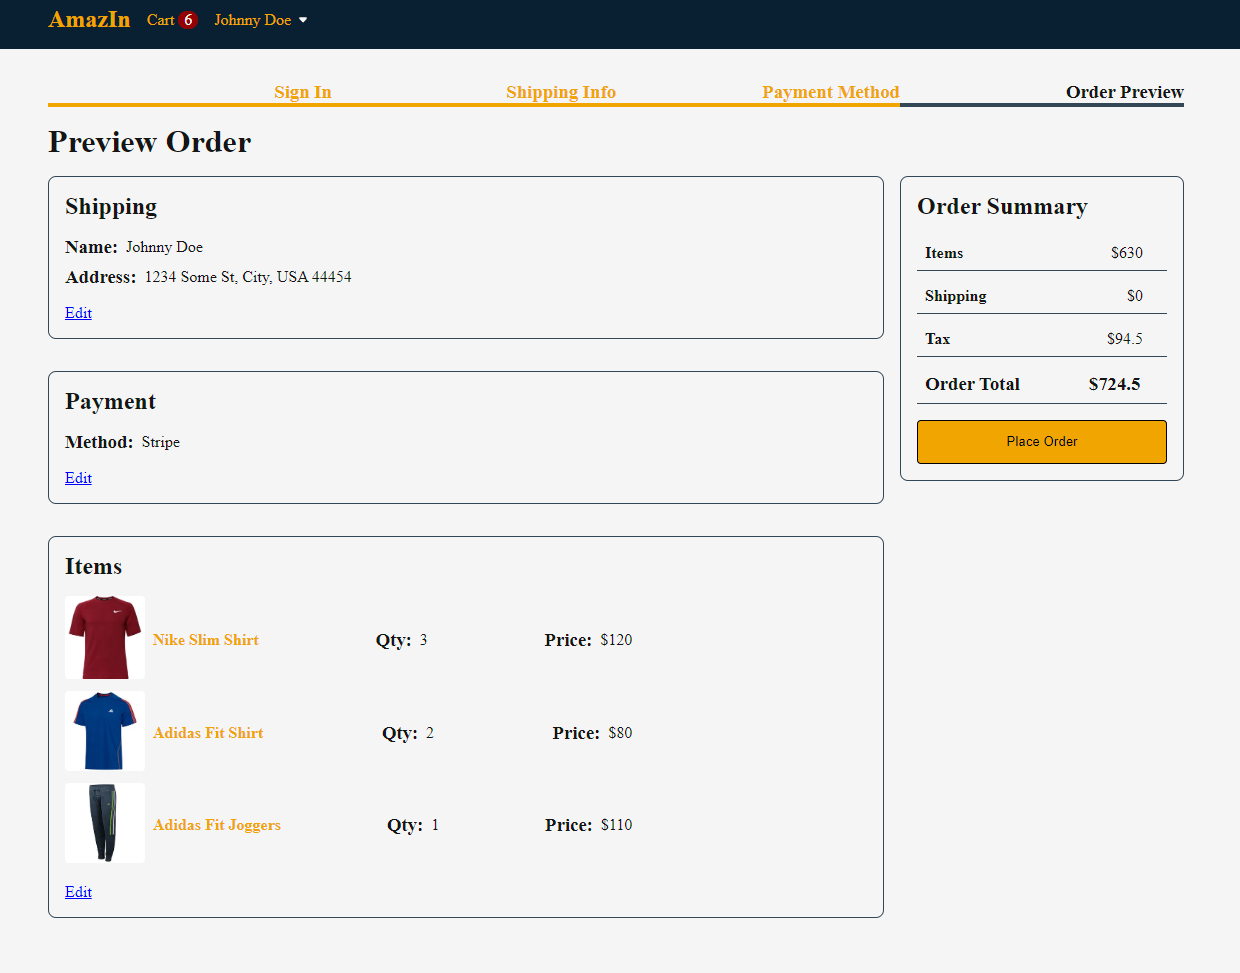 AmazIn Cart 6 Johnny Doe
Sign In Shipping Info Payment Method Order Preview
Preview Order
Shipping
Name: Johnny Doe
Address: 1234 Some St, City, USA 44454
Edit
Payment
Method: Stripe
Edit
Items
Nike Slim Shirt Qty: 3 Price: $120
Adidas Fit Shirt Qty: 2 Price: $80
Adidas Fit Joggers Qty: 1 Price: $110
Edit
Order Summary
Items $630
Shipping $0
Tax $94.5
Order Total $724.5
Place Order